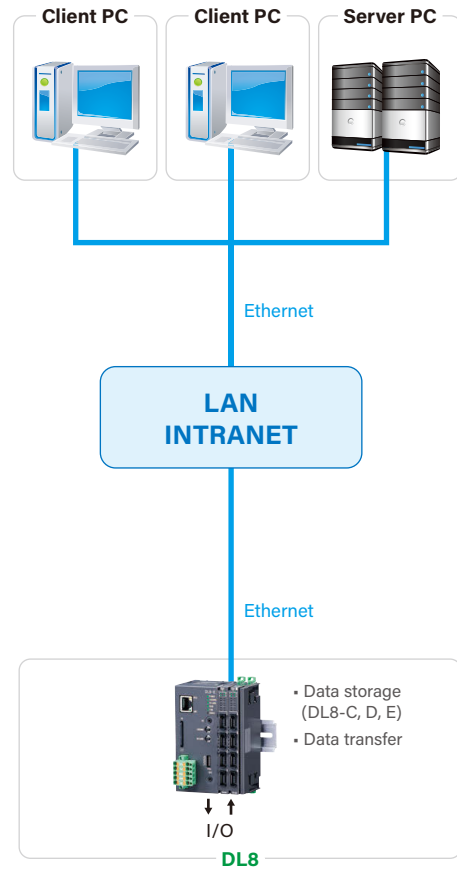 Client PC
Client PC
Server PC
Ethernet
LAN
INTRANET
Ethernet
▪ Data storage
(DL8-C, D, E)
▪ Data transfer
I/O
DL8